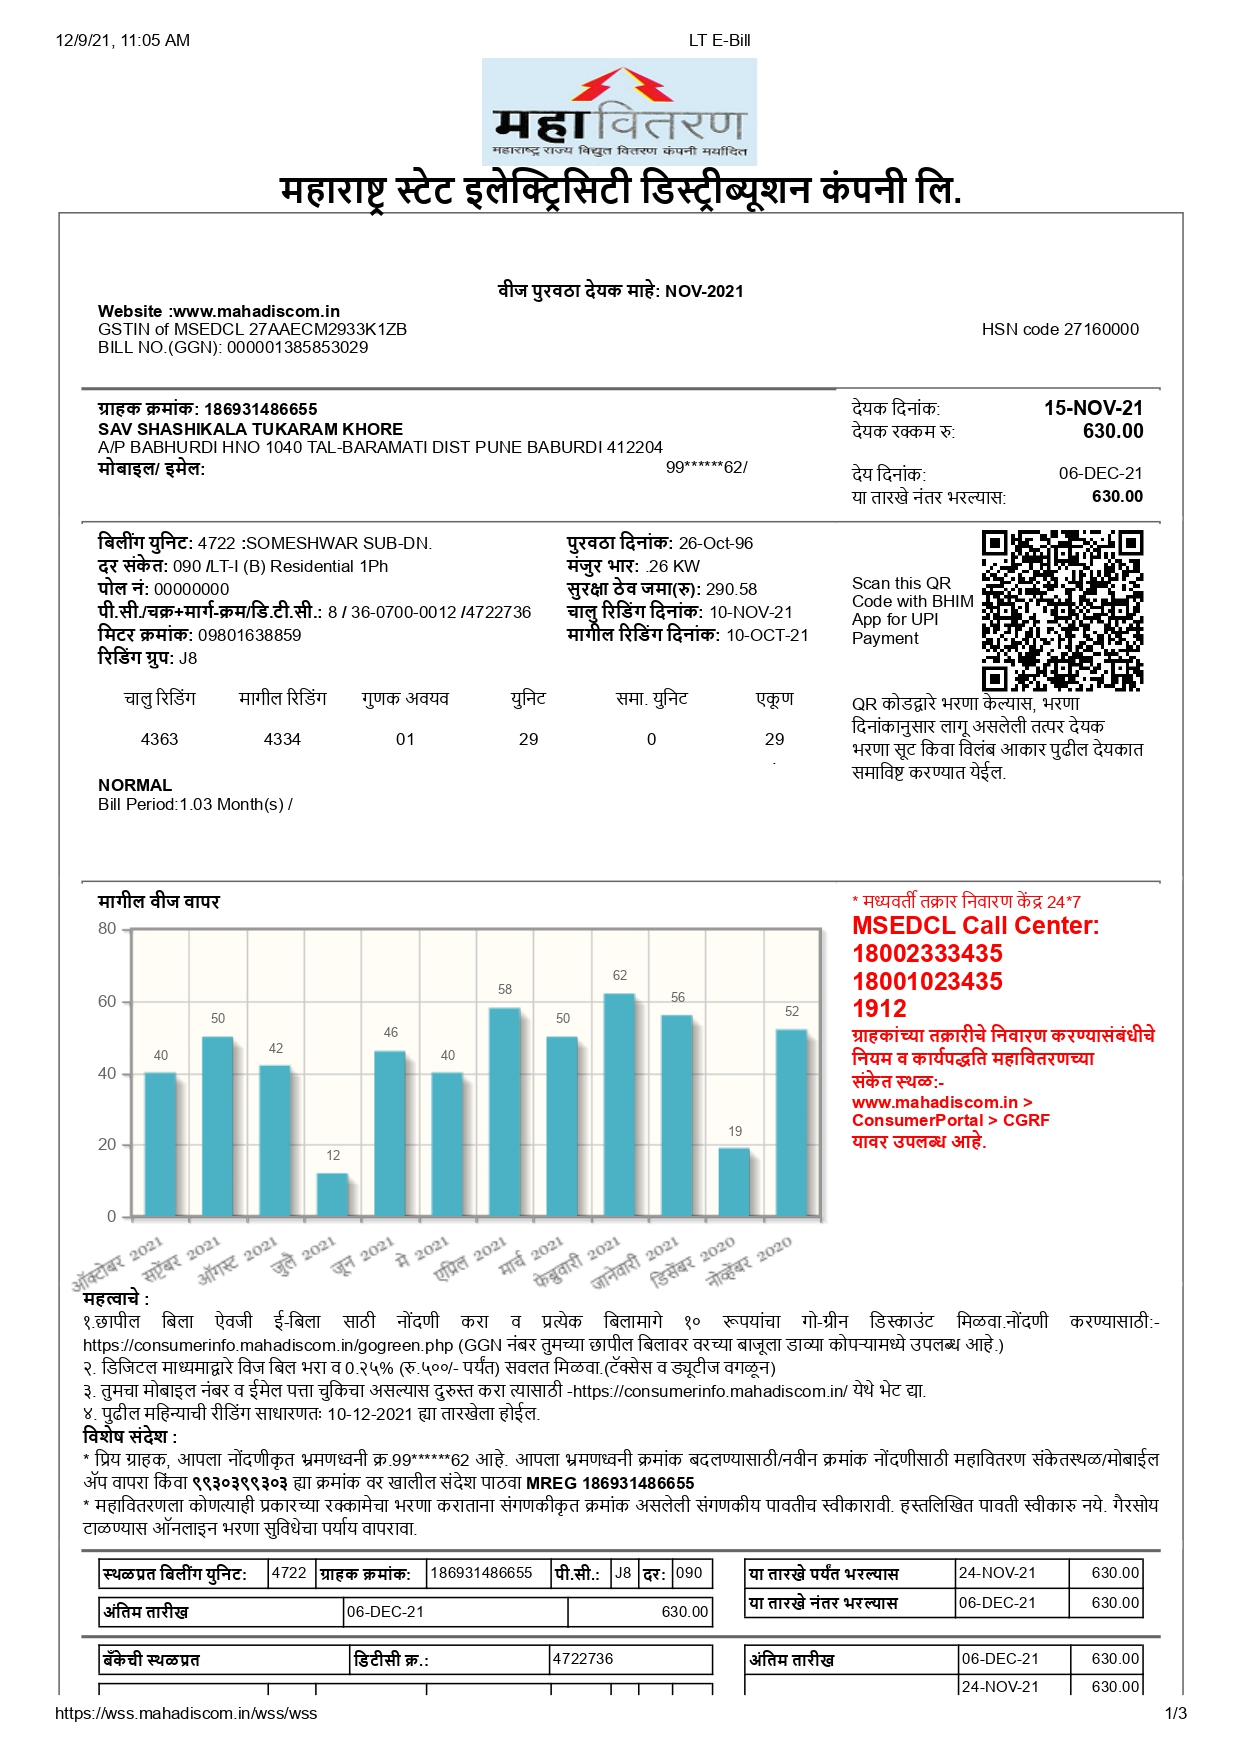 12/9/21, 11:05 AM LT E-Bill
महावितरण
महाराष्ट्र राज्य विद्युत वितरण कंपनी मर्यादित
महाराष्ट्र स्टेट इलेक्ट्रिसिटी डिस्ट्रीब्यूशन कंपनी लि.
वीज पुरवठा देयक माहे: NOV-2021
Website :www.mahadiscom.in
GSTIN of MSEDCL 27AAECM2933K1ZB HSN code 27160000
BILL NO.(GGN): 000001385853029
ग्राहक क्रमांक: 186931486655
SAV SHASHIKALA TUKARAM KHORE
A/P BABHURDI HNO 1040 TAL-BARAMATI DIST PUNE BABURDI 412204
मोबाइल/ इमेल: 99******62/
देयक दिनांक: 15-NOV-21
देयक रक्कम रु: 630.00
देय दिनांक: 06-DEC-21
या तारखे नंतर भरल्यास: 630.00
बिलींग युनिट: 4722 :SOMESHWAR SUB-DN.
दर संकेत: 090 /LT-I (B) Residential 1Ph
पोल नं: 00000000
पी.सी./चक्र+मार्ग-क्रम/डि.टी.सी.: 8 / 36-0700-0012 /4722736
मिटर क्रमांक: 09801638859
रिडिंग ग्रुप: J8
पुरवठा दिनांक: 26-Oct-96
मंजुर भार: .26 KW
सुरक्षा ठेव जमा(रु): 290.58
चालु रिडिंग दिनांक: 10-NOV-21
मागील रिडिंग दिनांक: 10-OCT-21
Scan this QR
Code with BHIM
App for UPI
Payment
चालु रिडिंग मागील रिडिंग गुणक अवयव युनिट समा. युनिट एकूण
4363 4334 01 29 0 29
.
QR कोडद्वारे भरणा केल्यास, भरणा
दिनांकानुसार लागू असलेली तत्पर देयक
भरणा सूट किवा विलंब आकार पुढील देयकात
समाविष्ट करण्यात येईल.
NORMAL
Bill Period:1.03 Month(s) /
मागील वीज वापर
80
60
40
20
0
40
50
42
12
46
40
58
50
62
56
19
52
ऑक्टोबर 2021
सप्टेंबर 2021
ऑगस्ट 2021
जुले 2021
जून 2021
मे 2021
एप्रिल 2021
मार्च 2021
फेब्रुवारी 2021
जानेवारी 2021
डिसेंबर 2020
नोव्हेंबर 2020
* मध्यवर्ती तक्रार निवारण केंद्र 24*7
MSEDCL Call Center:
18002333435
18001023435
1912
ग्राहकांच्या तक्रारीचे निवारण करण्यासंबंधीचे
नियम व कार्यपद्धति महावितरणच्या
संकेत स्थळ:-
www.mahadiscom.in >
ConsumerPortal > CGRF
यावर उपलब्ध आहे.
महत्वाचे :
१.छापील बिला ऐवजी ई-बिला साठी नोंदणी करा व प्रत्येक बिलामागे १० रूपयांचा गो-ग्रीन डिस्काउंट मिळवा.नोंदणी करण्यासाठी:-
https://consumerinfo.mahadiscom.in/gogreen.php (GGN नंबर तुमच्या छापील बिलावर वरच्या बाजूला डाव्या कोपऱ्यामध्ये उपलब्ध आहे.)
२. डिजिटल माध्यमाद्वारे विज बिल भरा व 0.२५% (रु.५००/- पर्यंत) सवलत मिळवा.(टॅक्सेस व ड्यूटीज वगळून)
३. तुमचा मोबाइल नंबर व ईमेल पत्ता चुकिचा असल्यास दुरुस्त करा त्यासाठी -https://consumerinfo.mahadiscom.in/ येथे भेट द्या.
४. पुढील महिन्याची रीडिंग साधारणतः 10-12-2021 ह्या तारखेला होईल.
विशेष संदेश :
* प्रिय ग्राहक, आपला नोंदणीकृत भ्रमणध्वनी क्र.99******62 आहे. आपला भ्रमणध्वनी क्रमांक बदलण्यासाठी/नवीन क्रमांक नोंदणीसाठी महावितरण संकेतस्थळ/मोबाईल
ॲप वापरा किंवा ९९३०३९९३०३ ह्या क्रमांक वर खालील संदेश पाठवा MREG 186931486655
* महावितरणला कोणत्याही प्रकारच्या रक्कामेचा भरणा कराताना संगणकीकृत क्रमांक असलेली संगणकीय पावतीच स्वीकारावी. हस्तलिखित पावती स्वीकारु नये. गैरसोय
टाळण्यास ऑनलाइन भरणा सुविधेचा पर्याय वापरावा.
स्थळप्रत बिलींग युनिट: 4722 ग्राहक क्रमांक: 186931486655 पी.सी.: J8 दर: 090
अंतिम तारीख 06-DEC-21 630.00
या तारखे पर्यंत भरल्यास 24-NOV-21 630.00
या तारखे नंतर भरल्यास 06-DEC-21 630.00
बँकेची स्थळप्रत डिटीसी क्र.: 4722736
अंतिम तारीख 06-DEC-21 630.00
24-NOV-21 630.00
https://wss.mahadiscom.in/wss/wss 1/3